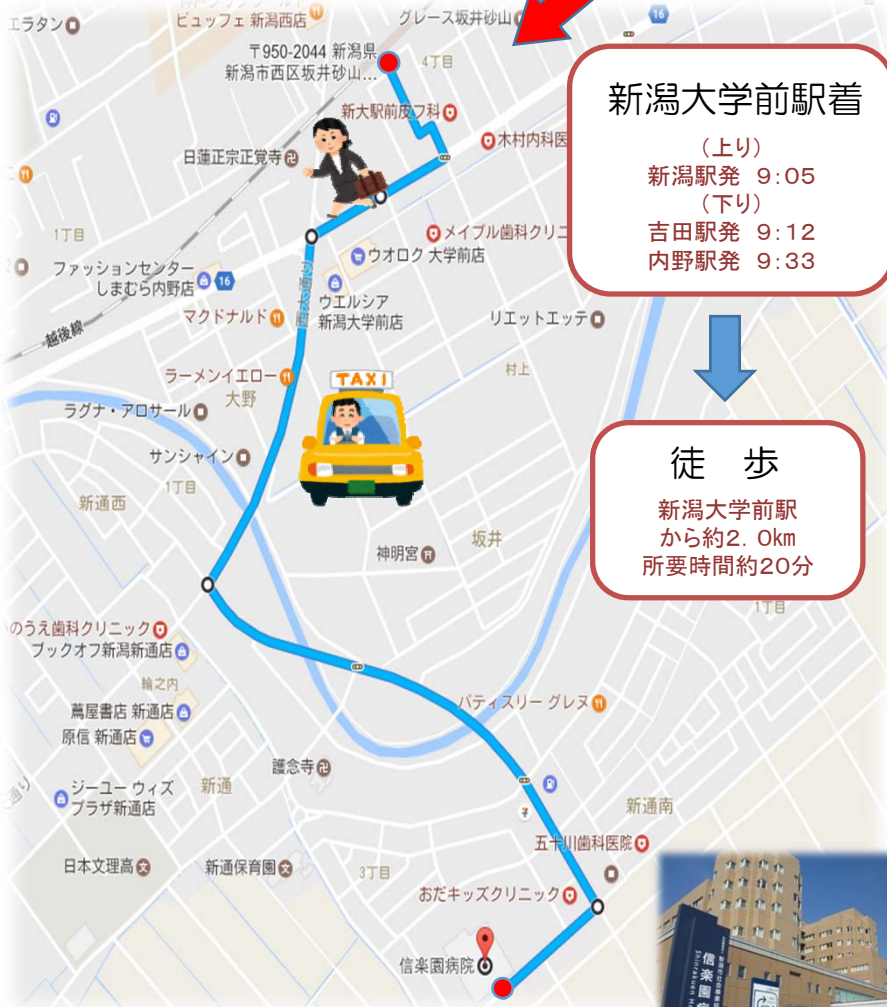 エラタン
ビュッフェ 新潟西店
グレース坂井砂山
16
〒950-2044 新潟県
新潟市西区坂井砂山...
4丁目
新潟大学前駅着
(上り)
新潟駅発 9:05
(下り)
吉田駅発 9:12
内野駅発 9:33
新大駅前皮フ科
木村内科医
日蓮正宗正覚寺
1丁目
メイプル歯科クリニ
ウオロク 大学前店
ファッションセンター
しまむら内野店
16
西大通り
ウエルシア
新潟大学前店
マクドナルド
リエットエッテ
越後線
ラーメンイエロー
TAXI
村上
大野
ラグナ・アロサール
徒 歩
新潟大学前駅
から約2.0km
所要時間約20分
サンシャイン
1丁目
新通西
坂井
神明宮
1丁目
のうえ歯科クリニック
ブックオフ新潟新通店
輪之内
パティスリー グレヌ
蔦屋書店 新通店
原信 新通店
護念寺
ジーユー ウィズ
プラザ新通店
新通
新通南
五十川歯科医院
日本文理高
新通保育園
3丁目
おだキッズクリニック
信楽園病院
信楽園